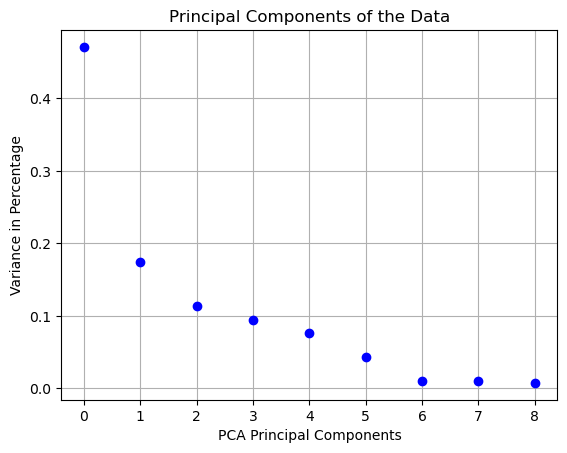 Principal Components of the Data
Variance in Percentage
0.4
0.3
0.2
0.1
0.0
0 1 2 3 4 5 6 7 8
PCA Principal Components